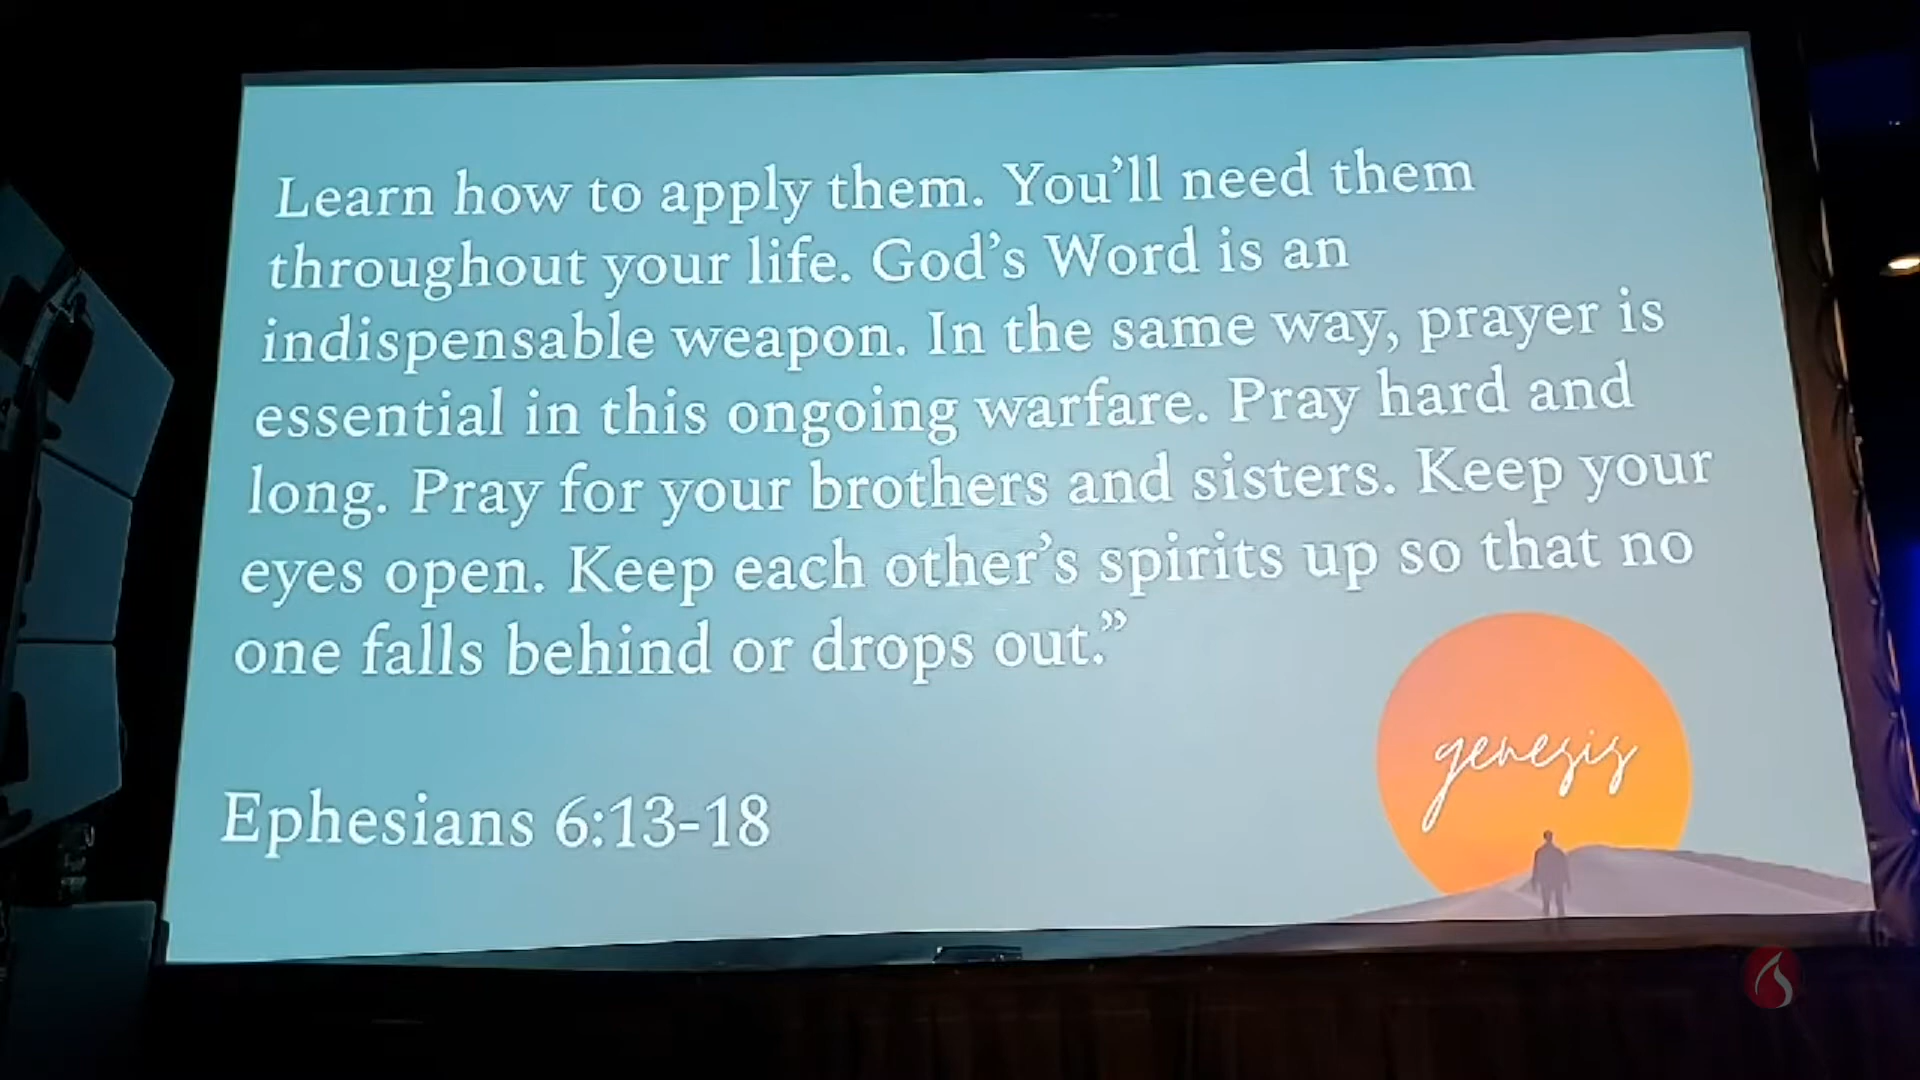 Learn how to apply them. You’ll need them
throughout your life. God’s Word is an
indispensable weapon. In the same way, prayer is
essential in this ongoing warfare. Pray hard and
long. Pray for your brothers and sisters. Keep your
eyes open. Keep each other’s spirits up so that no
one falls behind or drops out.”
Ephesians 6:13-18
genesis